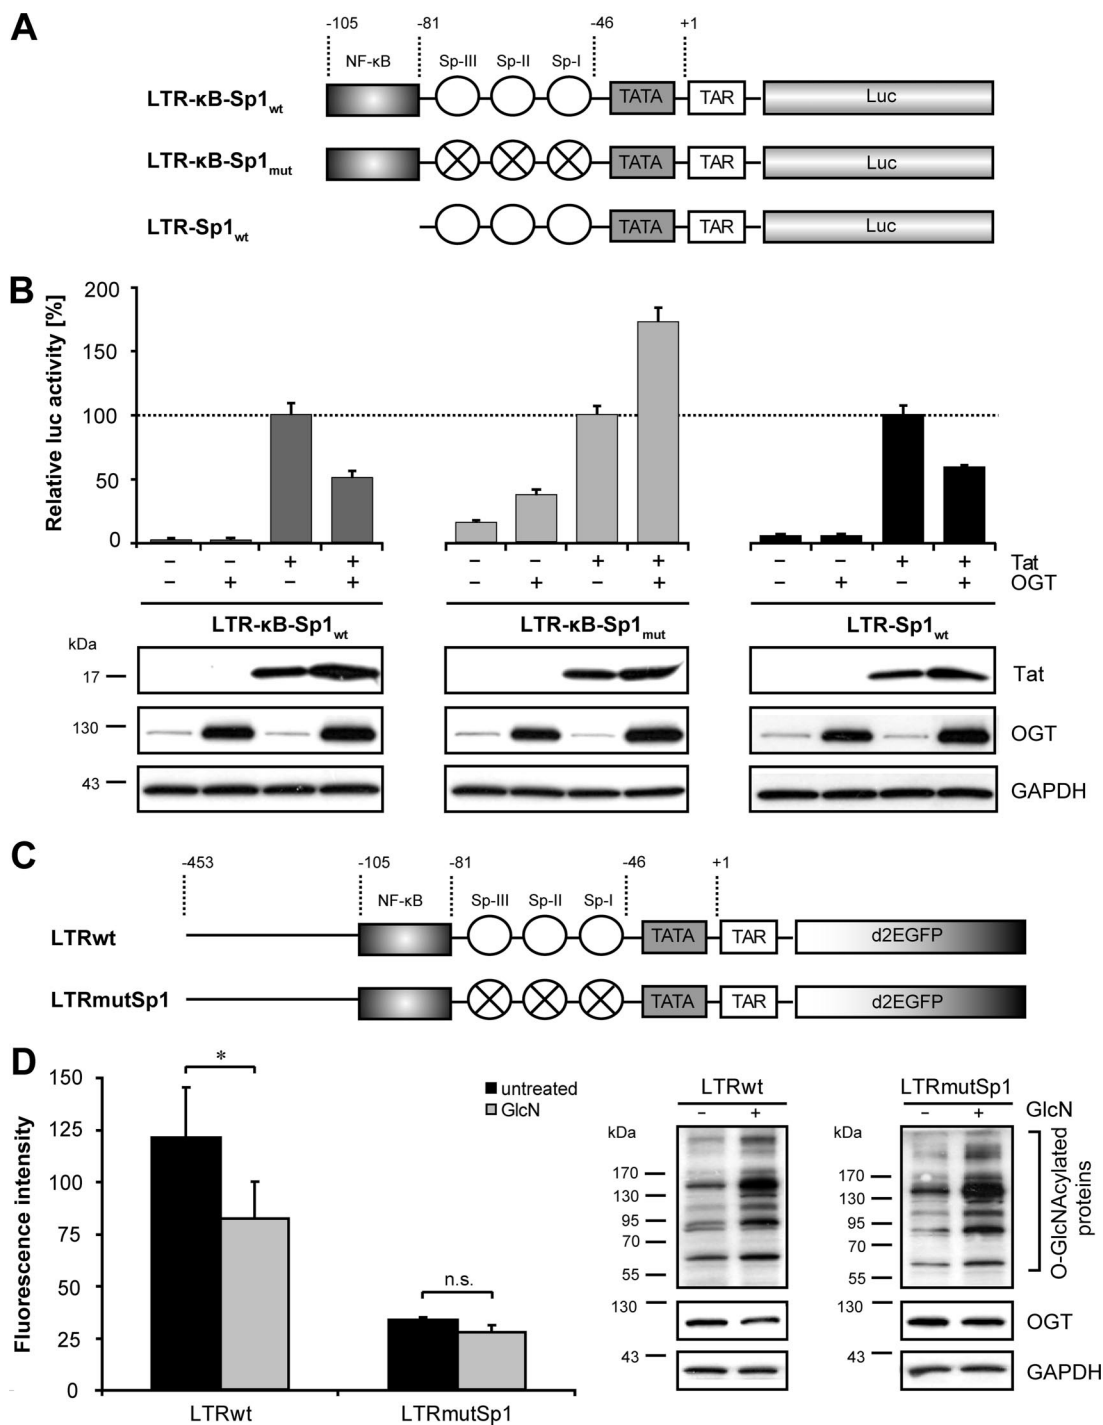 A
-105 -81 -46 +1
NF-κB Sp-III Sp-II Sp-I
LTR-κB-Sp1wt TATA TAR Luc
LTR-κB-Sp1mut TATA TAR Luc
LTR-Sp1wt TATA TAR Luc
B
Relative luc activity [%]
200
150
100
50
0
– – + + – – + + – – + + Tat
– + – + – + – + – + – + OGT
LTR-κB-Sp1wt LTR-κB-Sp1mut LTR-Sp1wt
kDa
17 Tat
130 OGT
43 GAPDH
C
-453 -105 -81 -46 +1
NF-κB Sp-III Sp-II Sp-I
LTRwt TATA TAR d2EGFP
LTRmutSp1 TATA TAR d2EGFP
D
Fluorescence intensity
150
125
100
75
50
25
0
*
n.s.
untreated
GlcN
LTRwt LTRmutSp1
LTRwt LTRmutSp1
– + – + GlcN
kDa kDa
170 170
130 130
95 95
70 70
55 55
O-GlcNAcylated
proteins
130 130 OGT
43 43 GAPDH